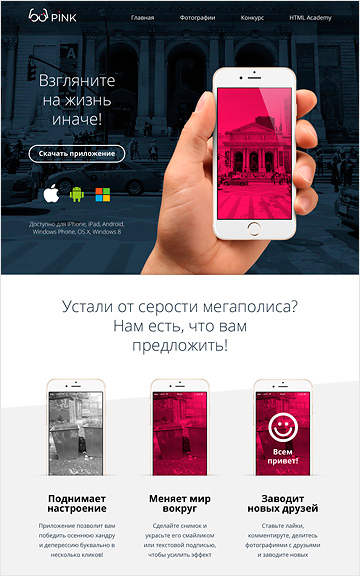 PiNK
Главная Фотографии Конкурс HTML Academy
Взгляните
на жизнь
иначе!
Скачать приложение
Доступно для iPhone, iPad, Android,
Windows Phone, OS X, Windows 8
Устали от серости мегаполиса?
Нам есть, что вам
предложить!
Всем
привет!
Поднимает
настроение
Приложение позволит вам
победить осеннюю хандру
и депрессию буквально в
несколько кликов!
Меняет мир
вокруг
Сделайте снимок и
украсьте его смайликом
или текстовой подписью,
чтобы усилить эффект
Заводит
новых друзей
Ставьте лайки,
комментируте, делитесь
фотографиями с друзьями
и заводите новых